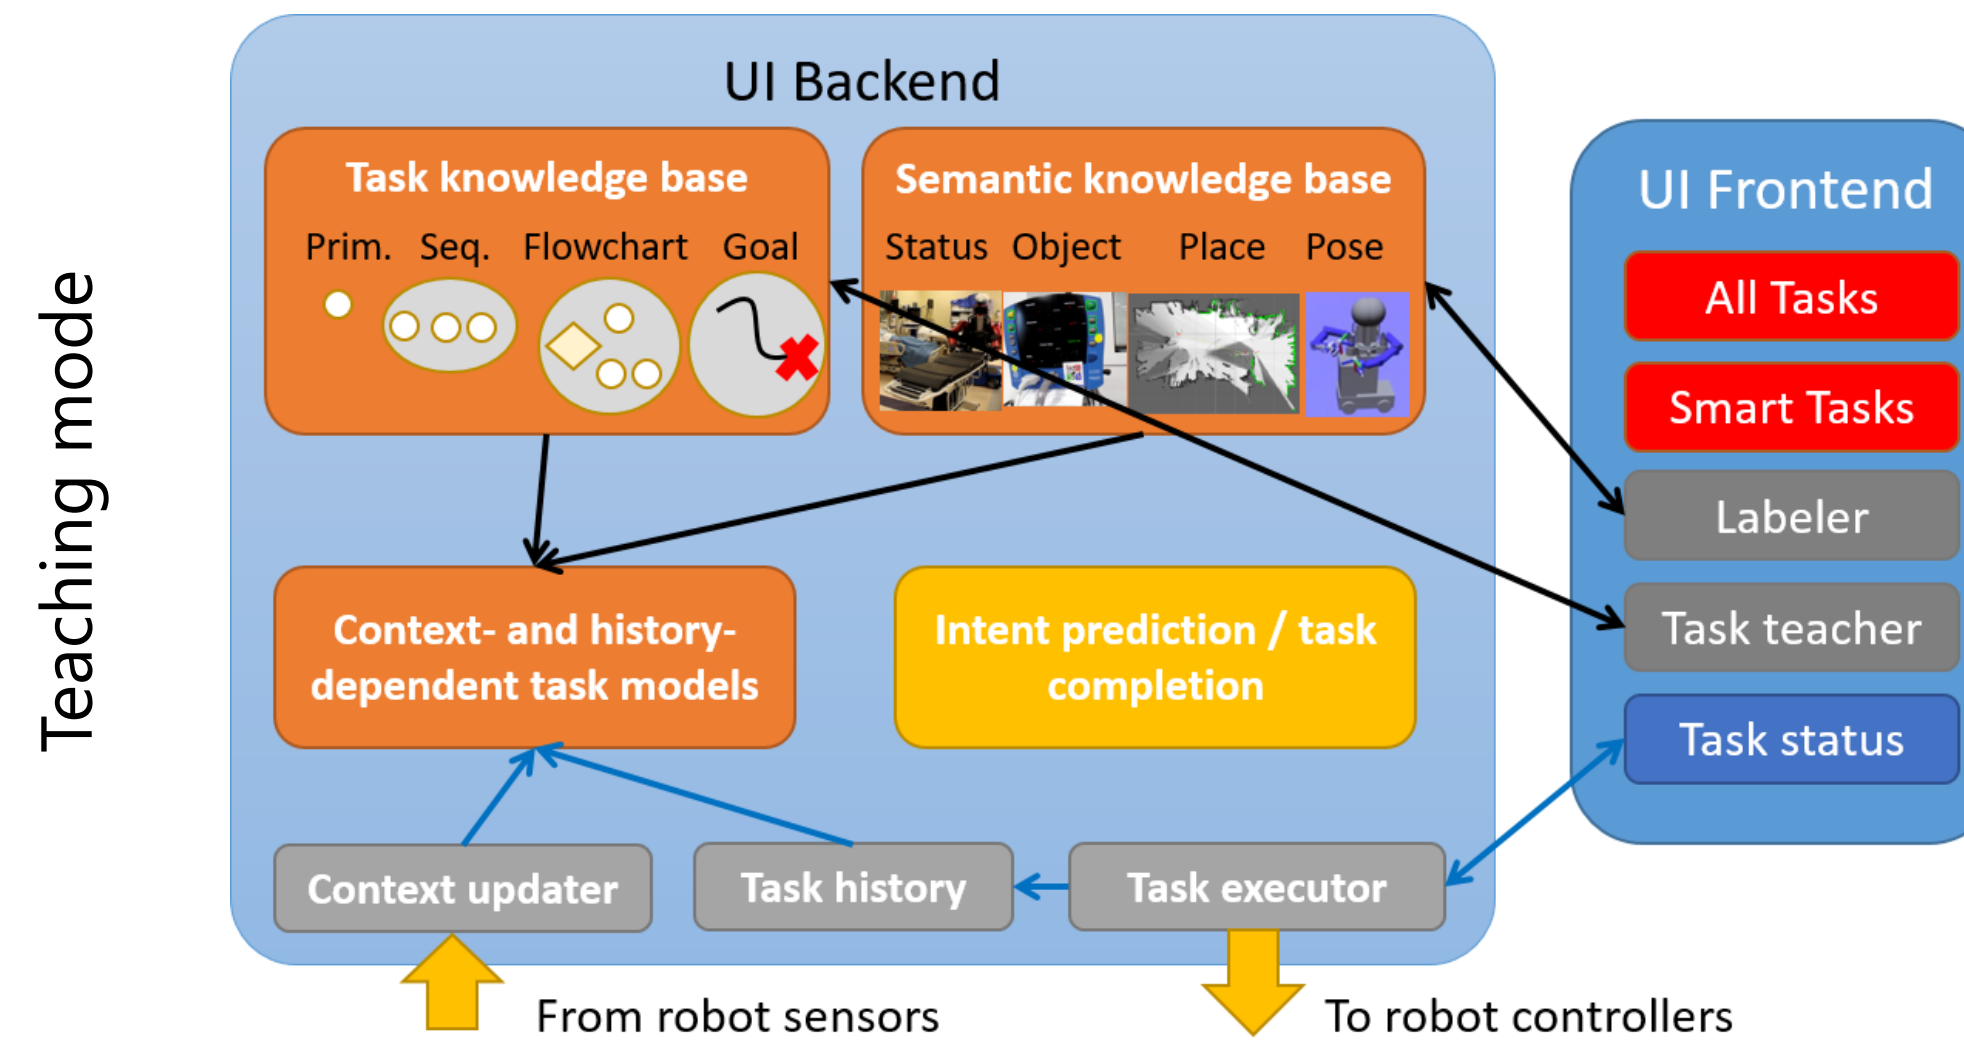 Teaching mode
UI Backend
Task knowledge base
Prim. Seq. Flowchart Goal
Semantic knowledge base
Status Object Place Pose
Context- and history-
dependent task models
Intent prediction / task
completion
Context updater
Task history
Task executor
From robot sensors
To robot controllers
UI Frontend
All Tasks
Smart Tasks
Labeler
Task teacher
Task status